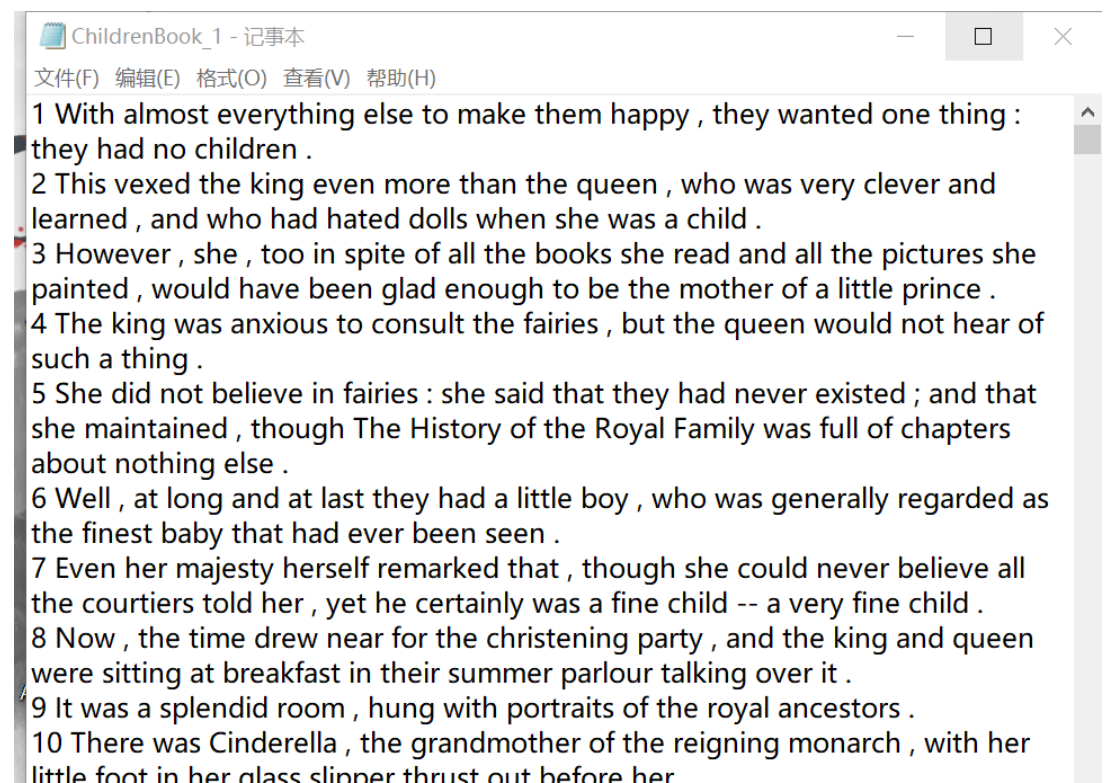 ChildrenBook_1 - 记事本
文件(F) 编辑(E) 格式(O) 查看(V) 帮助(H)
1 With almost everything else to make them happy , they wanted one thing :
they had no children .
2 This vexed the king even more than the queen , who was very clever and
learned , and who had hated dolls when she was a child .
3 However , she , too in spite of all the books she read and all the pictures she
painted , would have been glad enough to be the mother of a little prince .
4 The king was anxious to consult the fairies , but the queen would not hear of
such a thing .
5 She did not believe in fairies : she said that they had never existed ; and that
she maintained , though The History of the Royal Family was full of chapters
about nothing else .
6 Well , at long and at last they had a little boy , who was generally regarded as
the finest baby that had ever been seen .
7 Even her majesty herself remarked that , though she could never believe all
the courtiers told her , yet he certainly was a fine child -- a very fine child .
8 Now , the time drew near for the christening party , and the king and queen
were sitting at breakfast in their summer parlour talking over it .
9 It was a splendid room , hung with portraits of the royal ancestors .
10 There was Cinderella , the grandmother of the reigning monarch , with her
little foot in her glass slipper thrust out before her